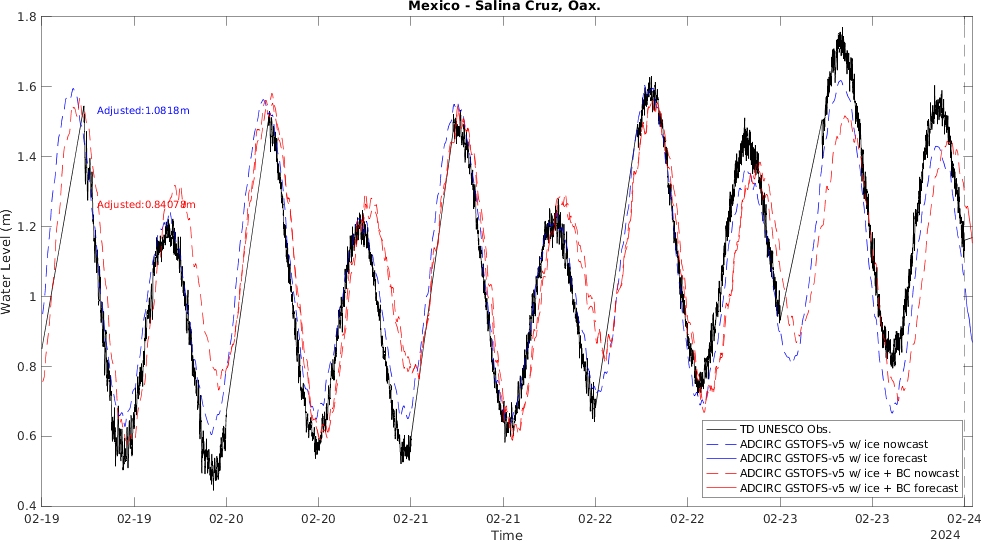 Mexico - Salina Cruz, Oax.
1.8
1.6
1.4
1.2
1
0.8
0.6
0.4
Water Level (m)
Adjusted:1.0818m
Adjusted:0.84078m
TD UNESCO Obs.
ADCIRC GSTOFS-v5 w/ ice nowcast
ADCIRC GSTOFS-v5 w/ ice forecast
ADCIRC GSTOFS-v5 w/ ice + BC nowcast
ADCIRC GSTOFS-v5 w/ ice + BC forecast
02-19 02-19 02-20 02-20 02-21 02-21 02-22 02-22 02-23 02-23 02-24
Time
2024